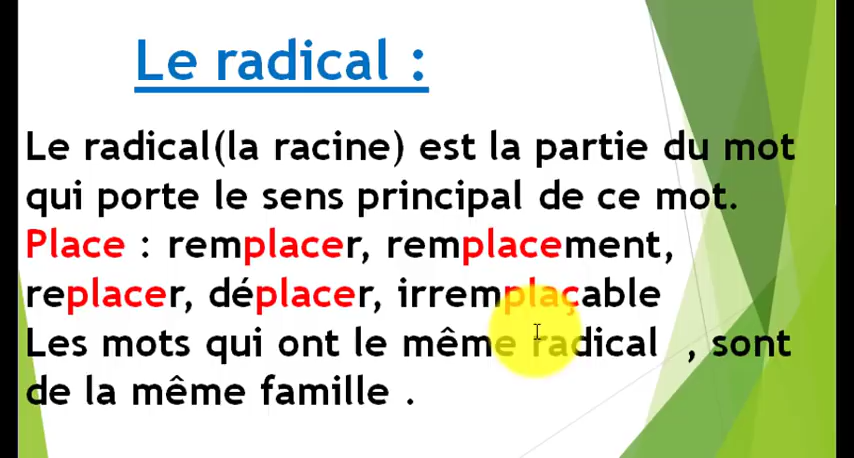 Le radical :
Le radical(la racine) est la partie du mot
qui porte le sens principal de ce mot.
Place : remplacer, remplacement,
replacer, déplacer, irremplaçable
Les mots qui ont le même radical , sont
de la même famille .